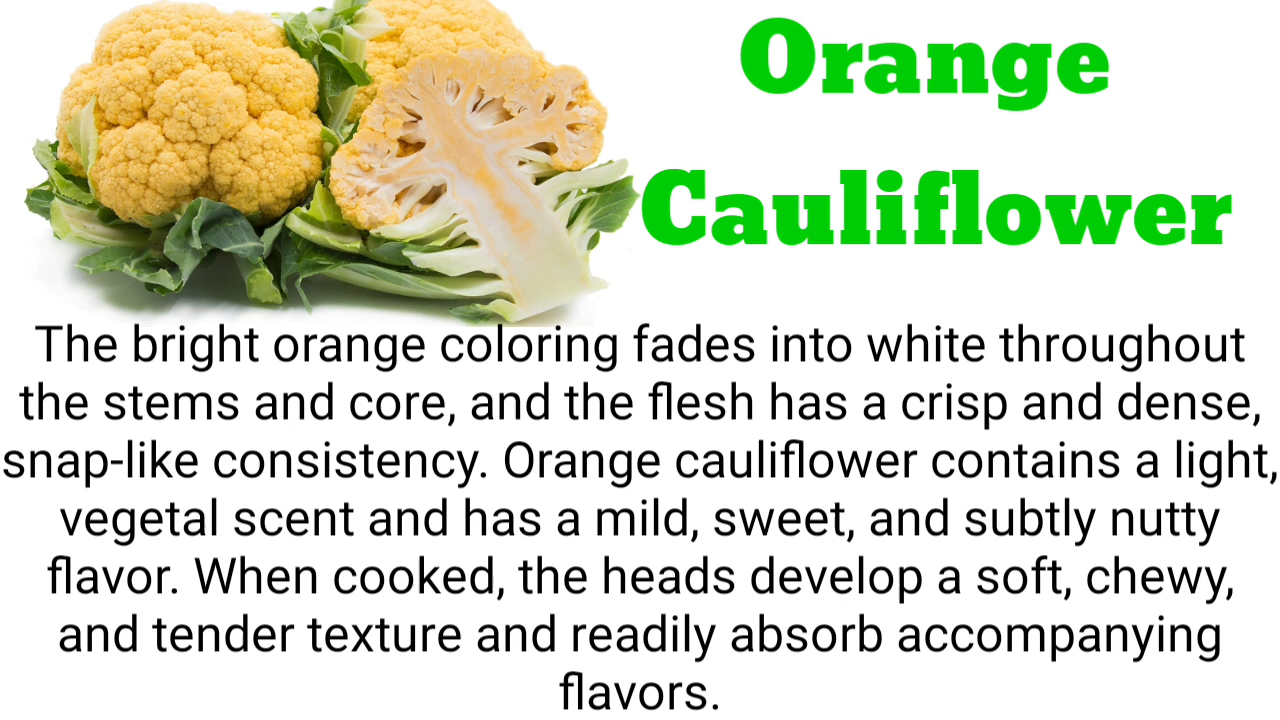 Orange
Cauliflower
The bright orange coloring fades into white throughout
the stems and core, and the flesh has a crisp and dense,
snap-like consistency. Orange cauliflower contains a light,
vegetal scent and has a mild, sweet, and subtly nutty
flavor. When cooked, the heads develop a soft, chewy,
and tender texture and readily absorb accompanying
flavors.